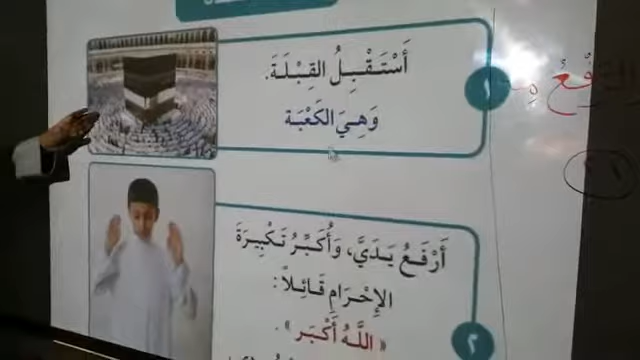 ١
أَسْتَقْبِلُ القِبْلَةَ.
وَهِيَ الكَعْبَة
٢
أَرْفَعُ يَدَيَّ، وَأُكَبِّرُ تَكْبِيرَةَ
الإِحْرَامِ قَائِلاً:
«اللَّهُ أَكْبَر».